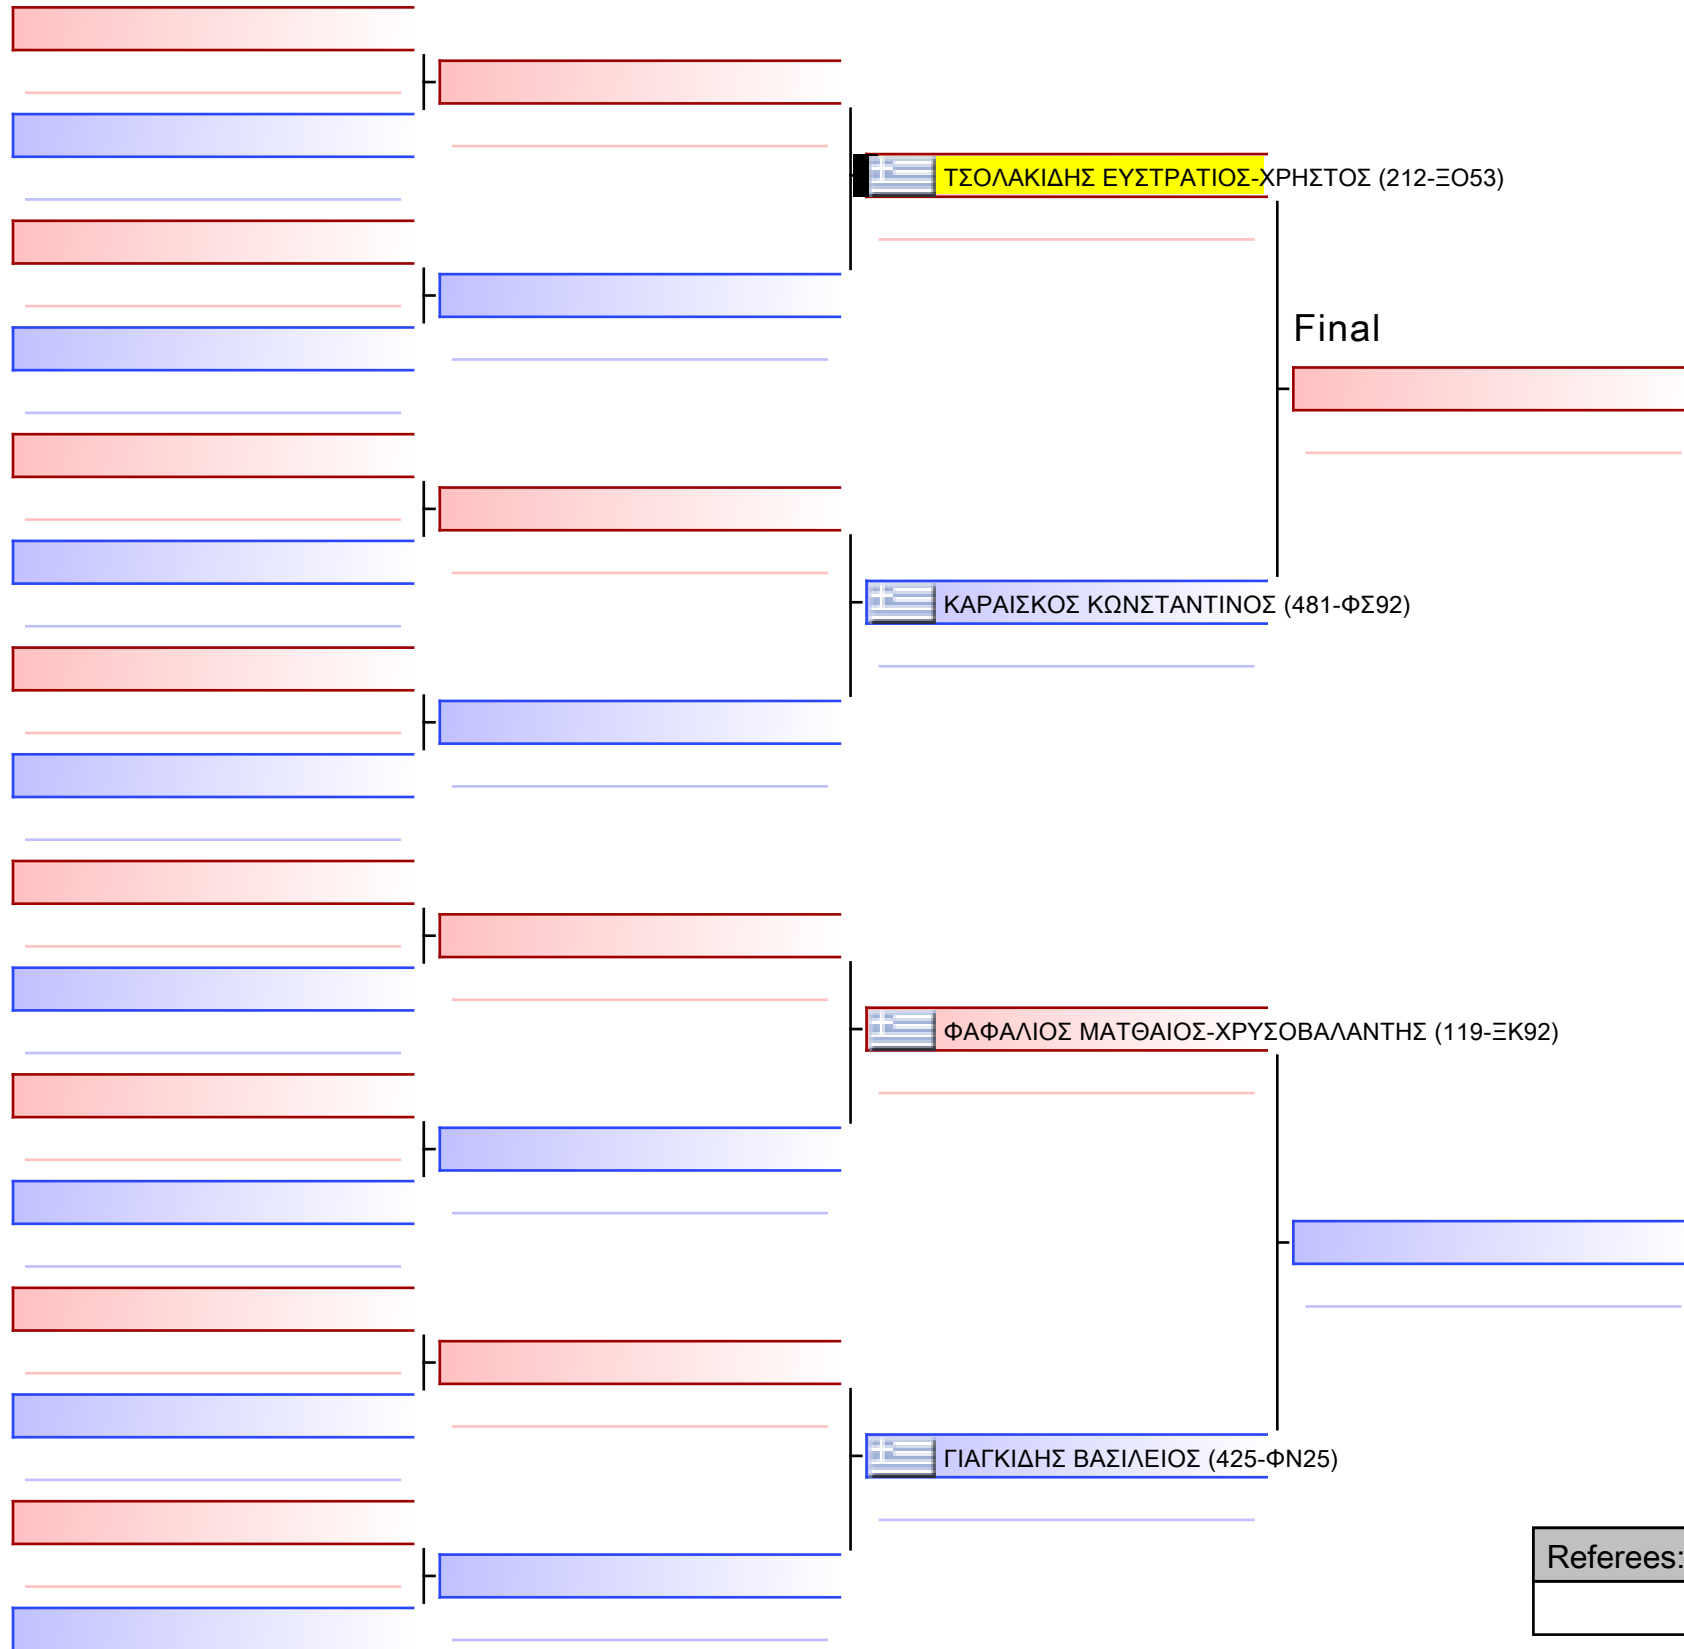 ΤΣΟΛΑΚΙΔΗΣ ΕΥΣΤΡΑΤΙΟΣ-ΧΡΗΣΤΟΣ (212-ΞΟ53)
Final
ΚΑΡΑΙΣΚΟΣ ΚΩΝΣΤΑΝΤΙΝΟΣ (481-ΦΣ92)
ΦΑΦΑΛΙΟΣ ΜΑΤΘΑΙΟΣ-ΧΡΥΣΟΒΑΛΑΝΤΗΣ (119-ΞΚ92)
ΓΙΑΓΚΙΔΗΣ ΒΑΣΙΛΕΙΟΣ (425-ΦΝ25)
Referees: